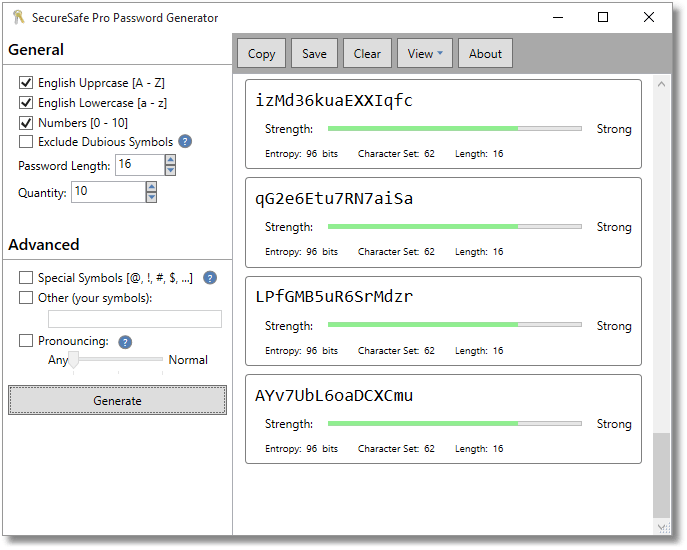 SecureSafe Pro Password Generator
General
English Upprcase [A - Z]
English Lowercase [a - z]
Numbers [0 - 10]
Exclude Dubious Symbols ?
Password Length: 16
Quantity: 10
Advanced
Special Symbols [@, !, #, $, ...] ?
Other (your symbols):
Pronouncing: ?
Any Normal
Generate
Copy Save Clear View About
izMd36kuaEXXIqfc
Strength: Strong
Entropy: 96 bits Character Set: 62 Length: 16
qG2e6Etu7RN7aiSa
Strength: Strong
Entropy: 96 bits Character Set: 62 Length: 16
LPfGMB5uR6SrMdzr
Strength: Strong
Entropy: 96 bits Character Set: 62 Length: 16
AYv7UbL6oaDCXCmu
Strength: Strong
Entropy: 96 bits Character Set: 62 Length: 16